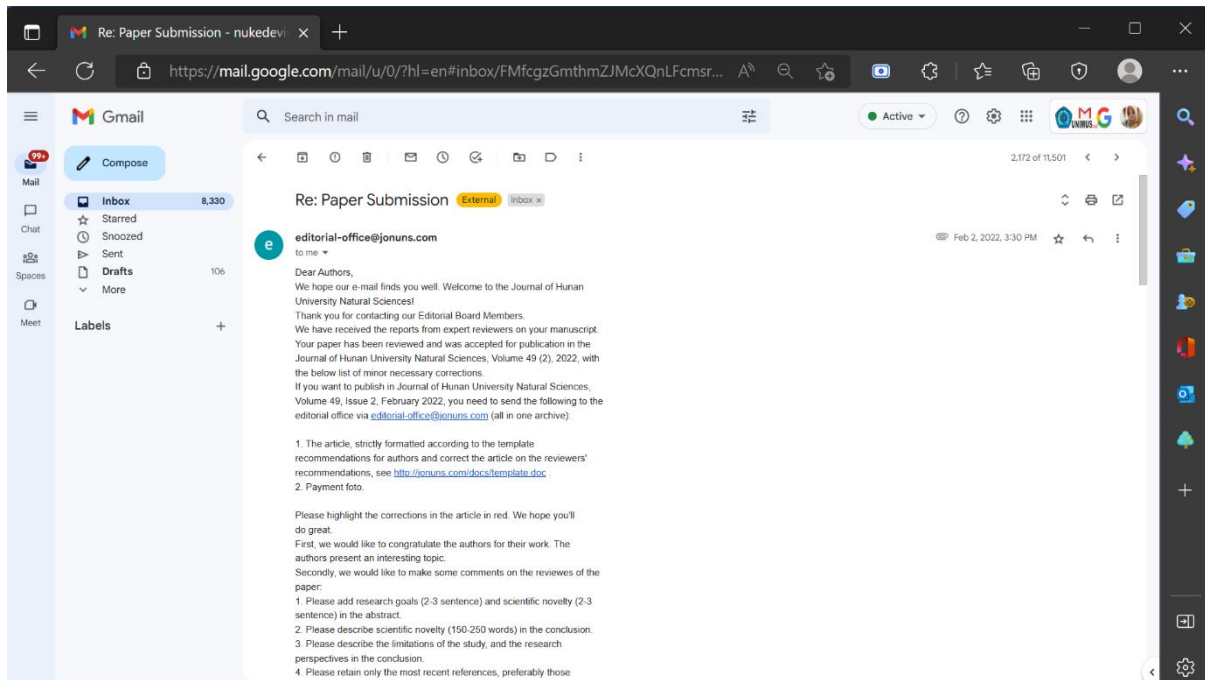 Re: Paper Submission - nukedevi
https://mail.google.com/mail/u/0/?hl=en#inbox/FMfcgzGmthmZJMcXQnLFcmsr...
Gmail
Search in mail
Active
UNIMUS
99+
Mail
Compose
2,172 of 11,501
Inbox 8,330
Starred
Snoozed
Sent
Drafts 106
More
Labels
Chat
Spaces
Meet
Re: Paper Submission External Inbox ×
e
editorial-office@jonuns.com
Feb 2, 2022, 3:30 PM
to me
Dear Authors,
We hope our e-mail finds you well. Welcome to the Journal of Hunan
University Natural Sciences!
Thank you for contacting our Editorial Board Members.
We have received the reports from expert reviewers on your manuscript.
Your paper has been reviewed and was accepted for publication in the
Journal of Hunan University Natural Sciences, Volume 49 (2), 2022, with
the below list of minor necessary corrections.
If you want to publish in Journal of Hunan University Natural Sciences,
Volume 49, Issue 2, February 2022, you need to send the following to the
editorial office via editorial-office@jonuns.com (all in one archive):
1. The article, strictly formatted according to the template
recommendations for authors and correct the article on the reviewers'
recommendations, see http://jonuns.com/docs/template.doc .
2. Payment foto.
Please highlight the corrections in the article in red. We hope you'll
do great.
First, we would like to congratulate the authors for their work. The
authors present an interesting topic.
Secondly, we would like to make some comments on the reviewes of the
paper:
1. Please add research goals (2-3 sentence) and scientific novelty (2-3
sentence) in the abstract.
2. Please describe scientific novelty (150-250 words) in the conclusion.
3. Please describe the limitations of the study, and the research
perspectives in the conclusion.
4. Please retain only the most recent references, preferably those